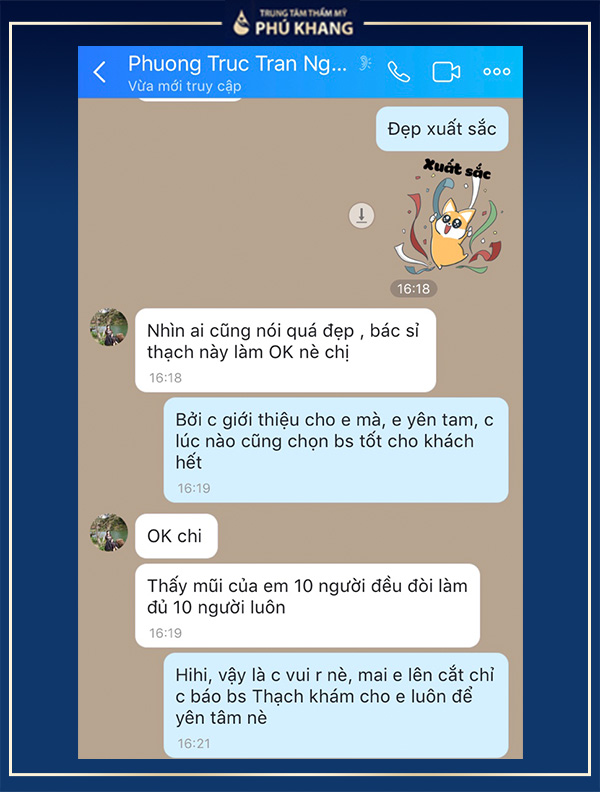 TRUNG TÂM THẨM MỸ
PHÚ KHANG
Phuong Truc Tran Ng...
Vừa mới truy cập
Đẹp xuất sắc
Xuất sắc
16:18
Nhìn ai cũng nói quá đẹp , bác sỉ
thạch này làm OK nè chị
16:18
Bởi c giới thiệu cho e mà, e yên tam, c
lúc nào cũng chọn bs tốt cho khách
hết
16:19
OK chi
Thấy mũi của em 10 người đều đòi làm
đủ 10 người luôn
16:19
Hihi, vậy là c vui r nè, mai e lên cắt chỉ
c báo bs Thạch khám cho e luôn để
yên tâm nè
16:21